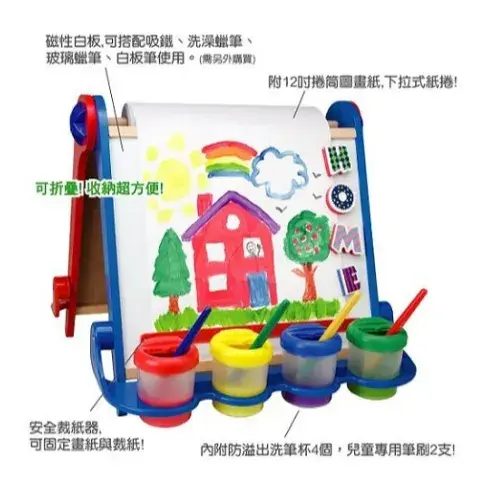 磁性白板,可搭配吸鐵、洗澡蠟筆、
玻璃蠟筆、白板筆使用。(需另外購買)
附12吋捲筒圖畫紙,下拉式紙捲!
可折疊! 收納超方便!
HOME
安全裁紙器,
可固定畫紙與裁紙!
內附防溢出洗筆杯4個，兒童專用筆刷2支!